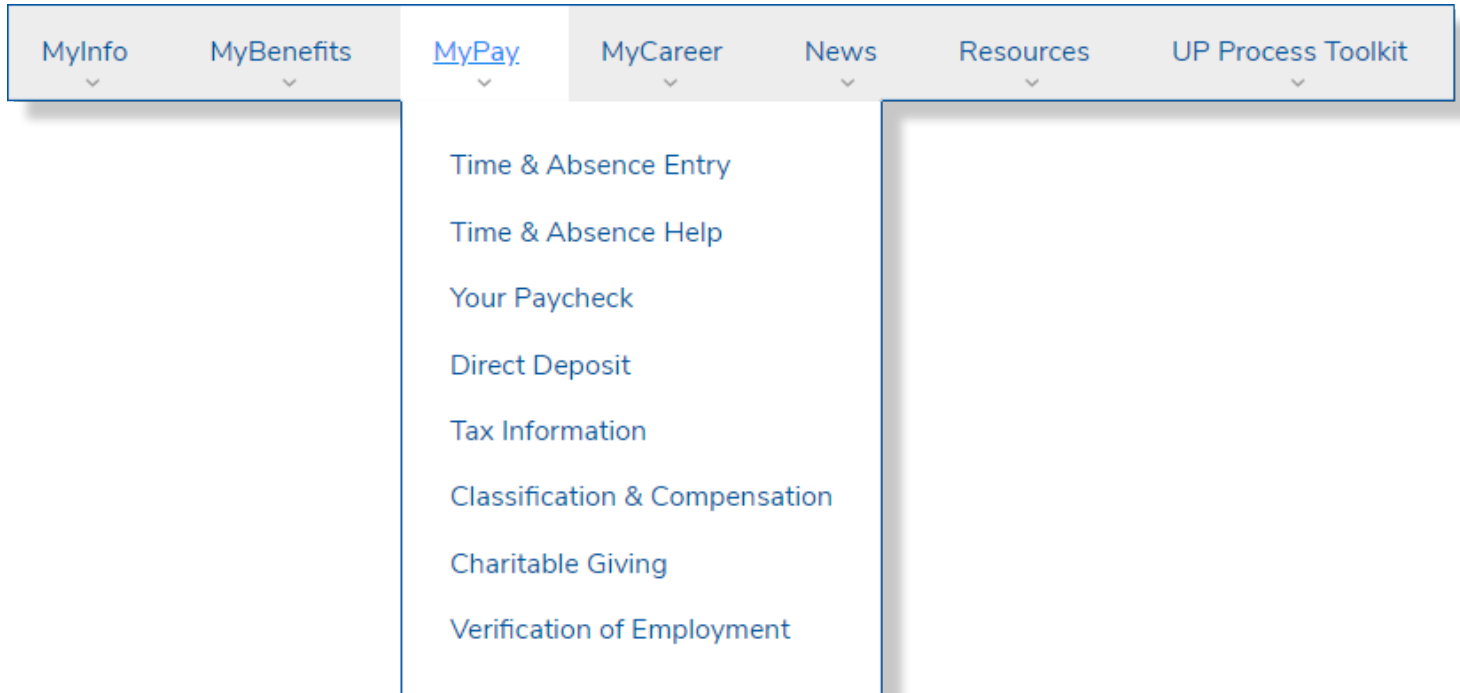 MyInfo MyBenefits MyPay MyCareer News Resources UP Process Toolkit
Time & Absence Entry
Time & Absence Help
Your Paycheck
Direct Deposit
Tax Information
Classification & Compensation
Charitable Giving
Verification of Employment